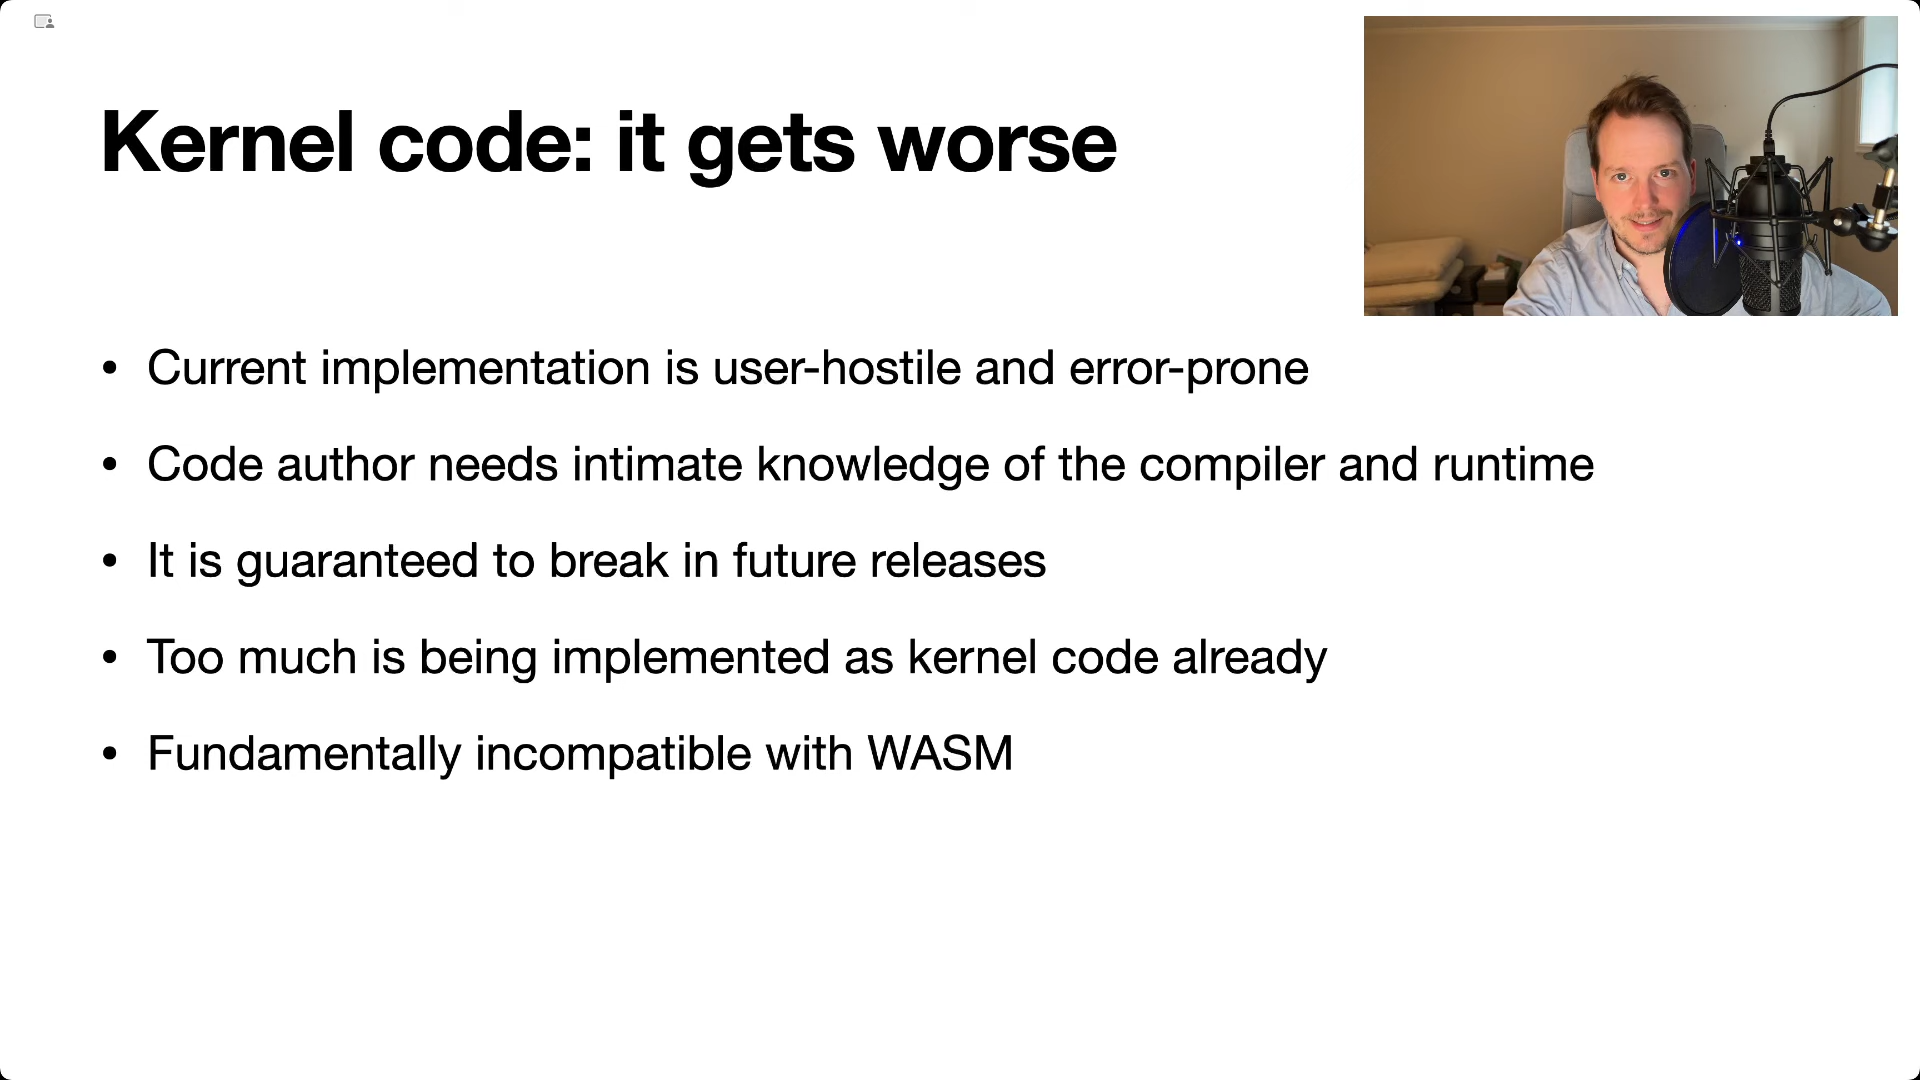 Kernel code: it gets worse
• Current implementation is user-hostile and error-prone
• Code author needs intimate knowledge of the compiler and runtime
• It is guaranteed to break in future releases
• Too much is being implemented as kernel code already
• Fundamentally incompatible with WASM